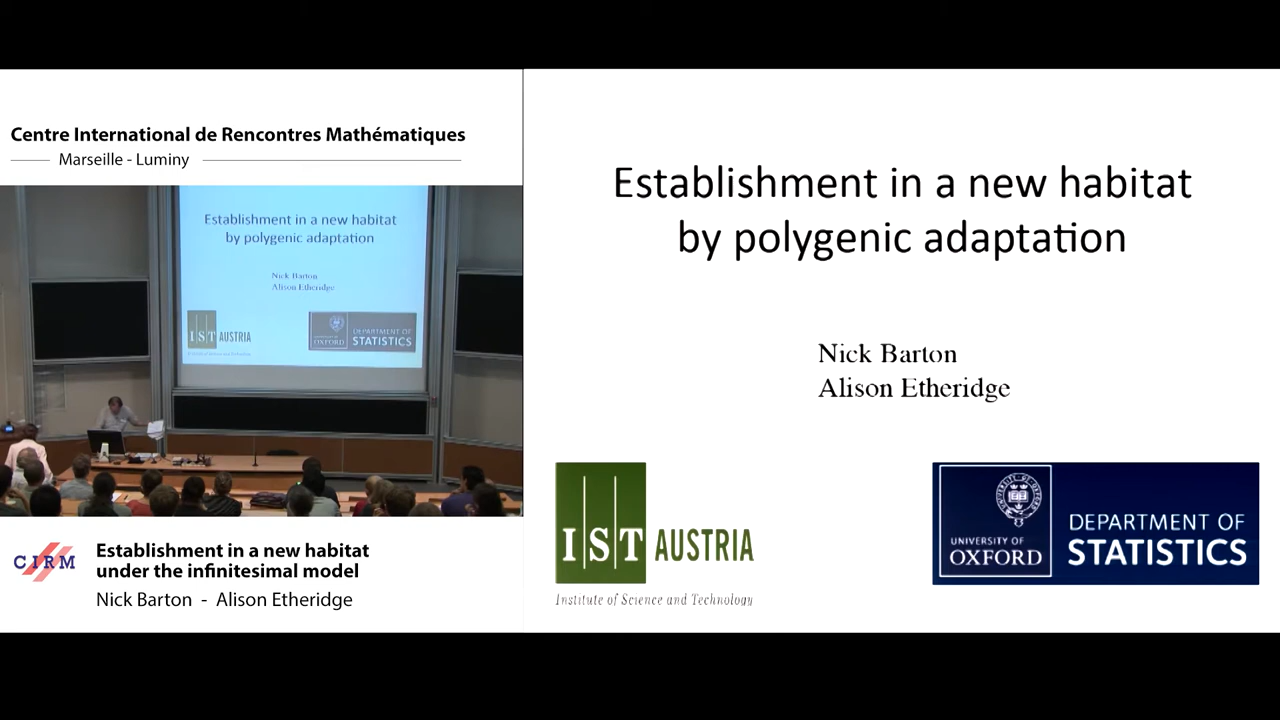 Centre International de Rencontres Mathématiques
Marseille - Luminy
Establishment in a new habitat
by polygenic adaptation
Nick Barton
Alison Etheridge
IST AUSTRIA
UNIVERSITY OF
OXFORD
DEPARTMENT OF
STATISTICS
CIRM
Establishment in a new habitat
under the infinitesimal model
Nick Barton - Alison Etheridge
Establishment in a new habitat
by polygenic adaptation
Nick Barton
Alison Etheridge
IST AUSTRIA
Institute of Science and Technology
UNIVERSITY OF
OXFORD
DEPARTMENT OF
STATISTICS